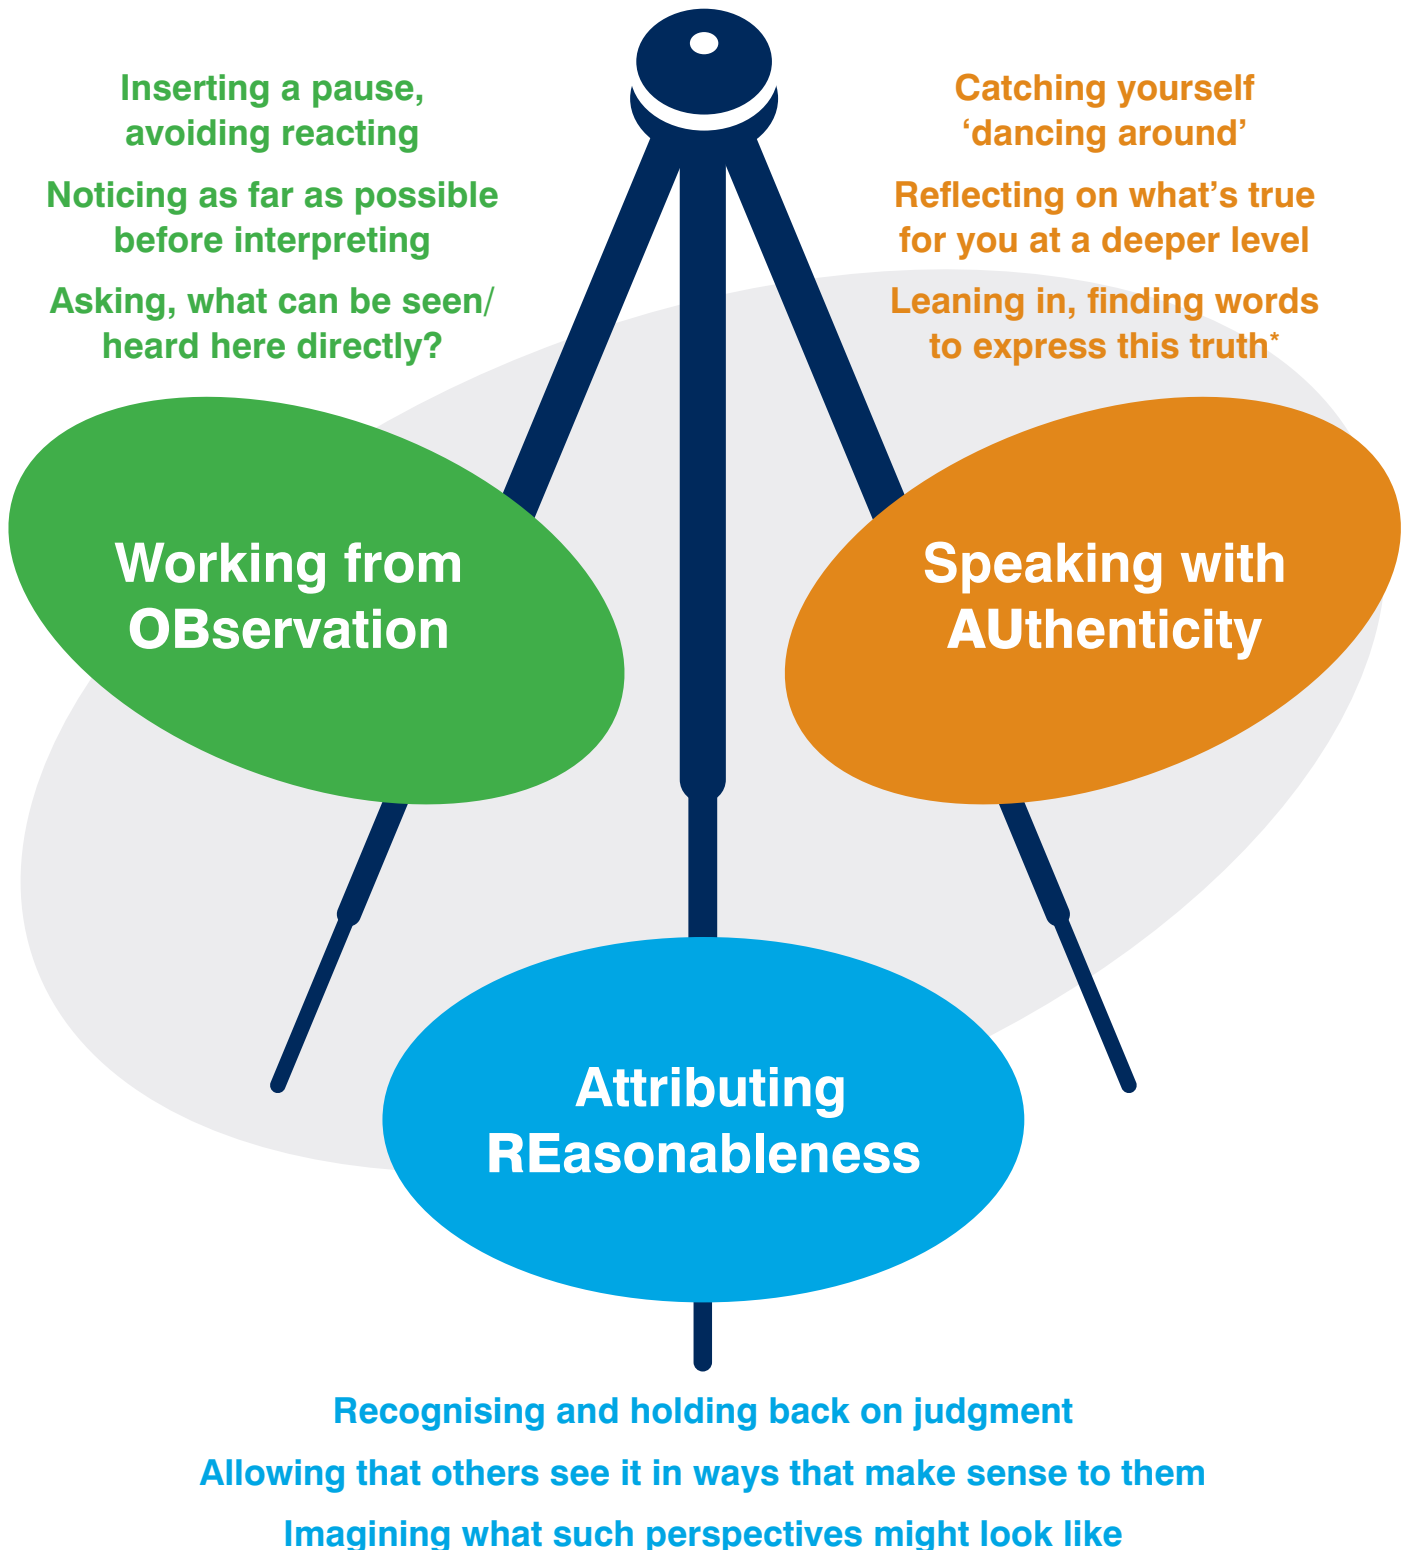 Inserting a pause,
avoiding reacting
Noticing as far as possible
before interpreting
Asking, what can be seen/
heard here directly?
Catching yourself
‘dancing around’
Reflecting on what’s true
for you at a deeper level
Leaning in, finding words
to express this truth*
Working from
OBservation
Speaking with
AUthenticity
Attributing
REasonableness
Recognising and holding back on judgment
Allowing that others see it in ways that make sense to them
Imagining what such perspectives might look like